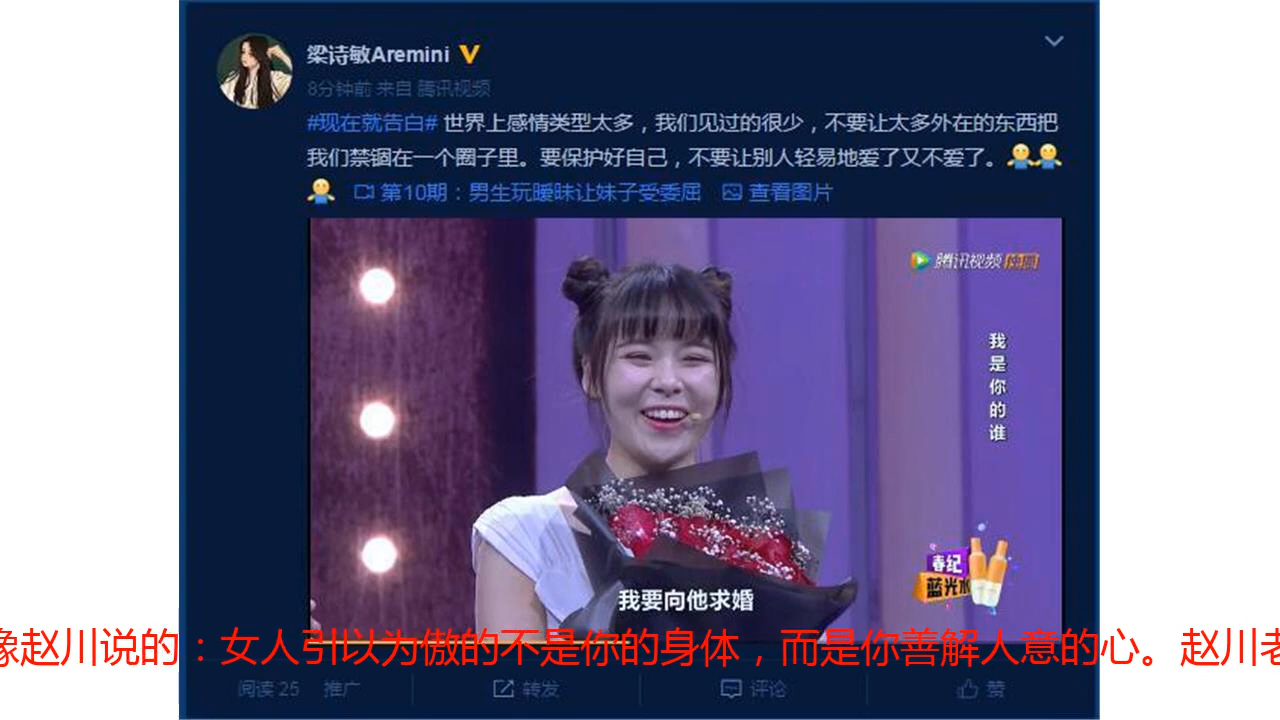 梁诗敏Aremini
8分钟前 来自 腾讯视频
#现在就告白# 世界上感情类型太多，我们见过的很少，不要让太多外在的东西把
我们禁锢在一个圈子里。要保护好自己，不要让别人轻易地爱了又不爱了。
第10期：男生玩暧昧让妹子受委屈 查看图片
腾讯视频 独播
我是你的谁
春纪
蓝光水
我要向他求婚
像赵川说的：女人引以为傲的不是你的身体，而是你善解人意的心。赵川老
阅读 25 推广 转发 评论 赞